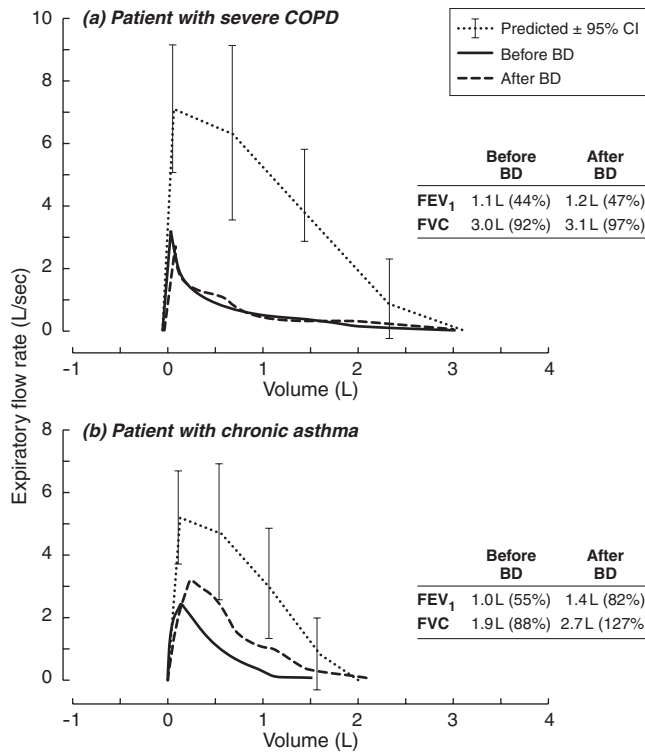 (a) Patient with severe COPD
Predicted ± 95% CI
Before BD
After BD
Before BD After BD
FEV1 1.1 L (44%) 1.2 L (47%)
FVC 3.0 L (92%) 3.1 L (97%)
10
8
6
4
2
0
-1 0 1 2 3 4
Volume (L)
Expiratory flow rate (L/sec)
(b) Patient with chronic asthma
Before BD After BD
FEV1 1.0 L (55%) 1.4 L (82%)
FVC 1.9 L (88%) 2.7 L (127%
8
6
4
2
0
-1 0 1 2 3 4
Volume (L)